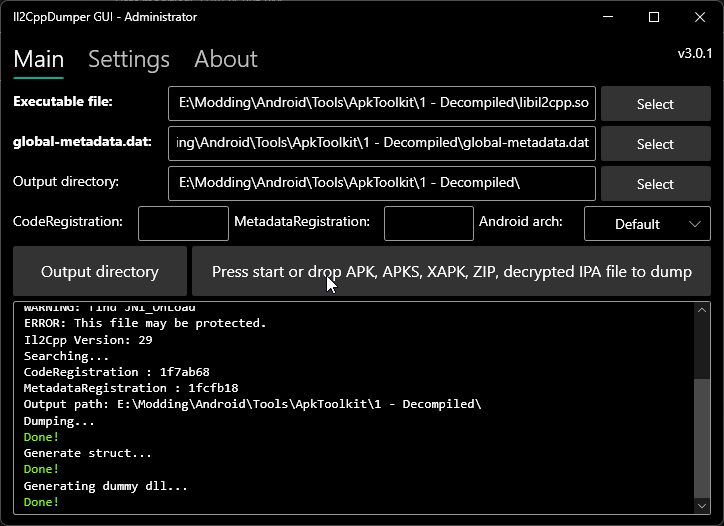 Il2CppDumper GUI - Administrator
Main Settings About
v3.0.1
Executable file: E:\Modding\Android\Tools\ApkToolkit\1 - Decompiled\libil2cpp.so Select
global-metadata.dat: ing\Android\Tools\ApkToolkit\1 - Decompiled\global-metadata.dat Select
Output directory: E:\Modding\Android\Tools\ApkToolkit\1 - Decompiled\ Select
CodeRegistration: MetadataRegistration: Android arch: Default
Output directory Press start or drop APK, APKS, XAPK, ZIP, decrypted IPA file to dump
WARNING: find JNI_OnLoad
ERROR: This file may be protected.
Il2Cpp Version: 29
Searching...
CodeRegistration : 1f7ab68
MetadataRegistration : 1fcfb18
Output path: E:\Modding\Android\Tools\ApkToolkit\1 - Decompiled\
Dumping...
Done!
Generate struct...
Done!
Generating dummy dll...
Done!